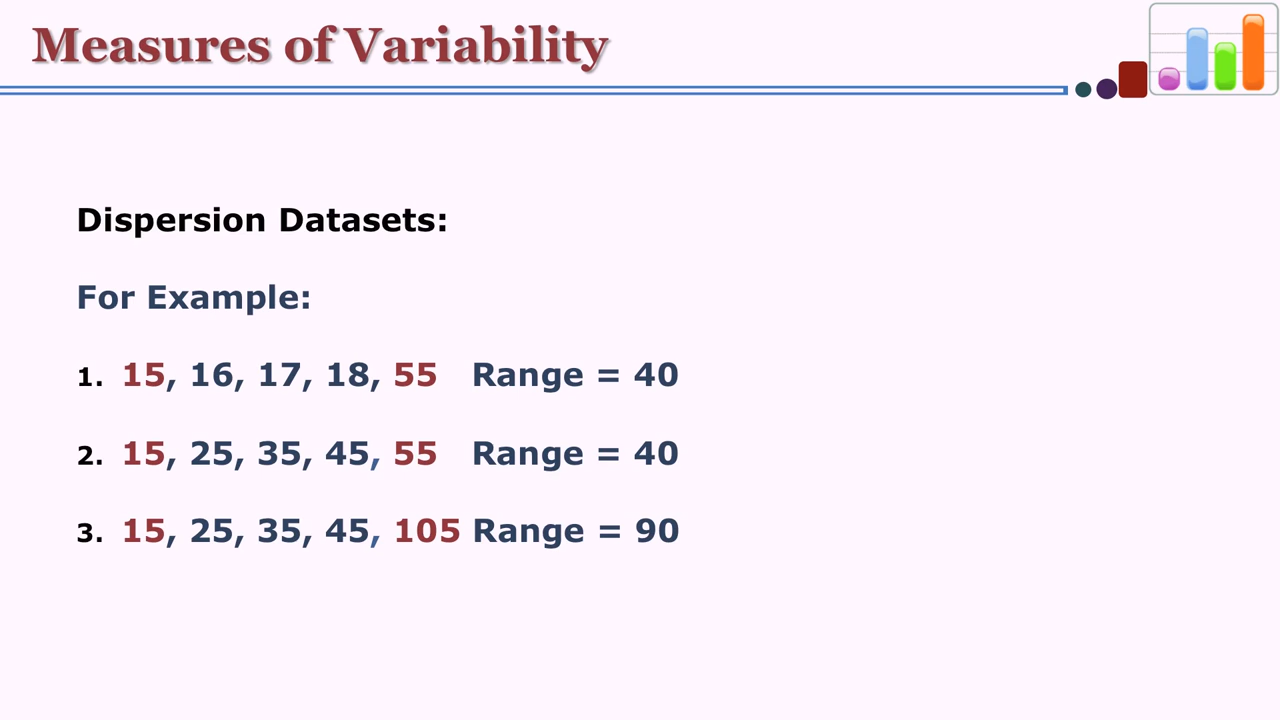 Measures of Variability
Dispersion Datasets:
For Example:
1. 15, 16, 17, 18, 55 Range = 40
2. 15, 25, 35, 45, 55 Range = 40
3. 15, 25, 35, 45, 105 Range = 90